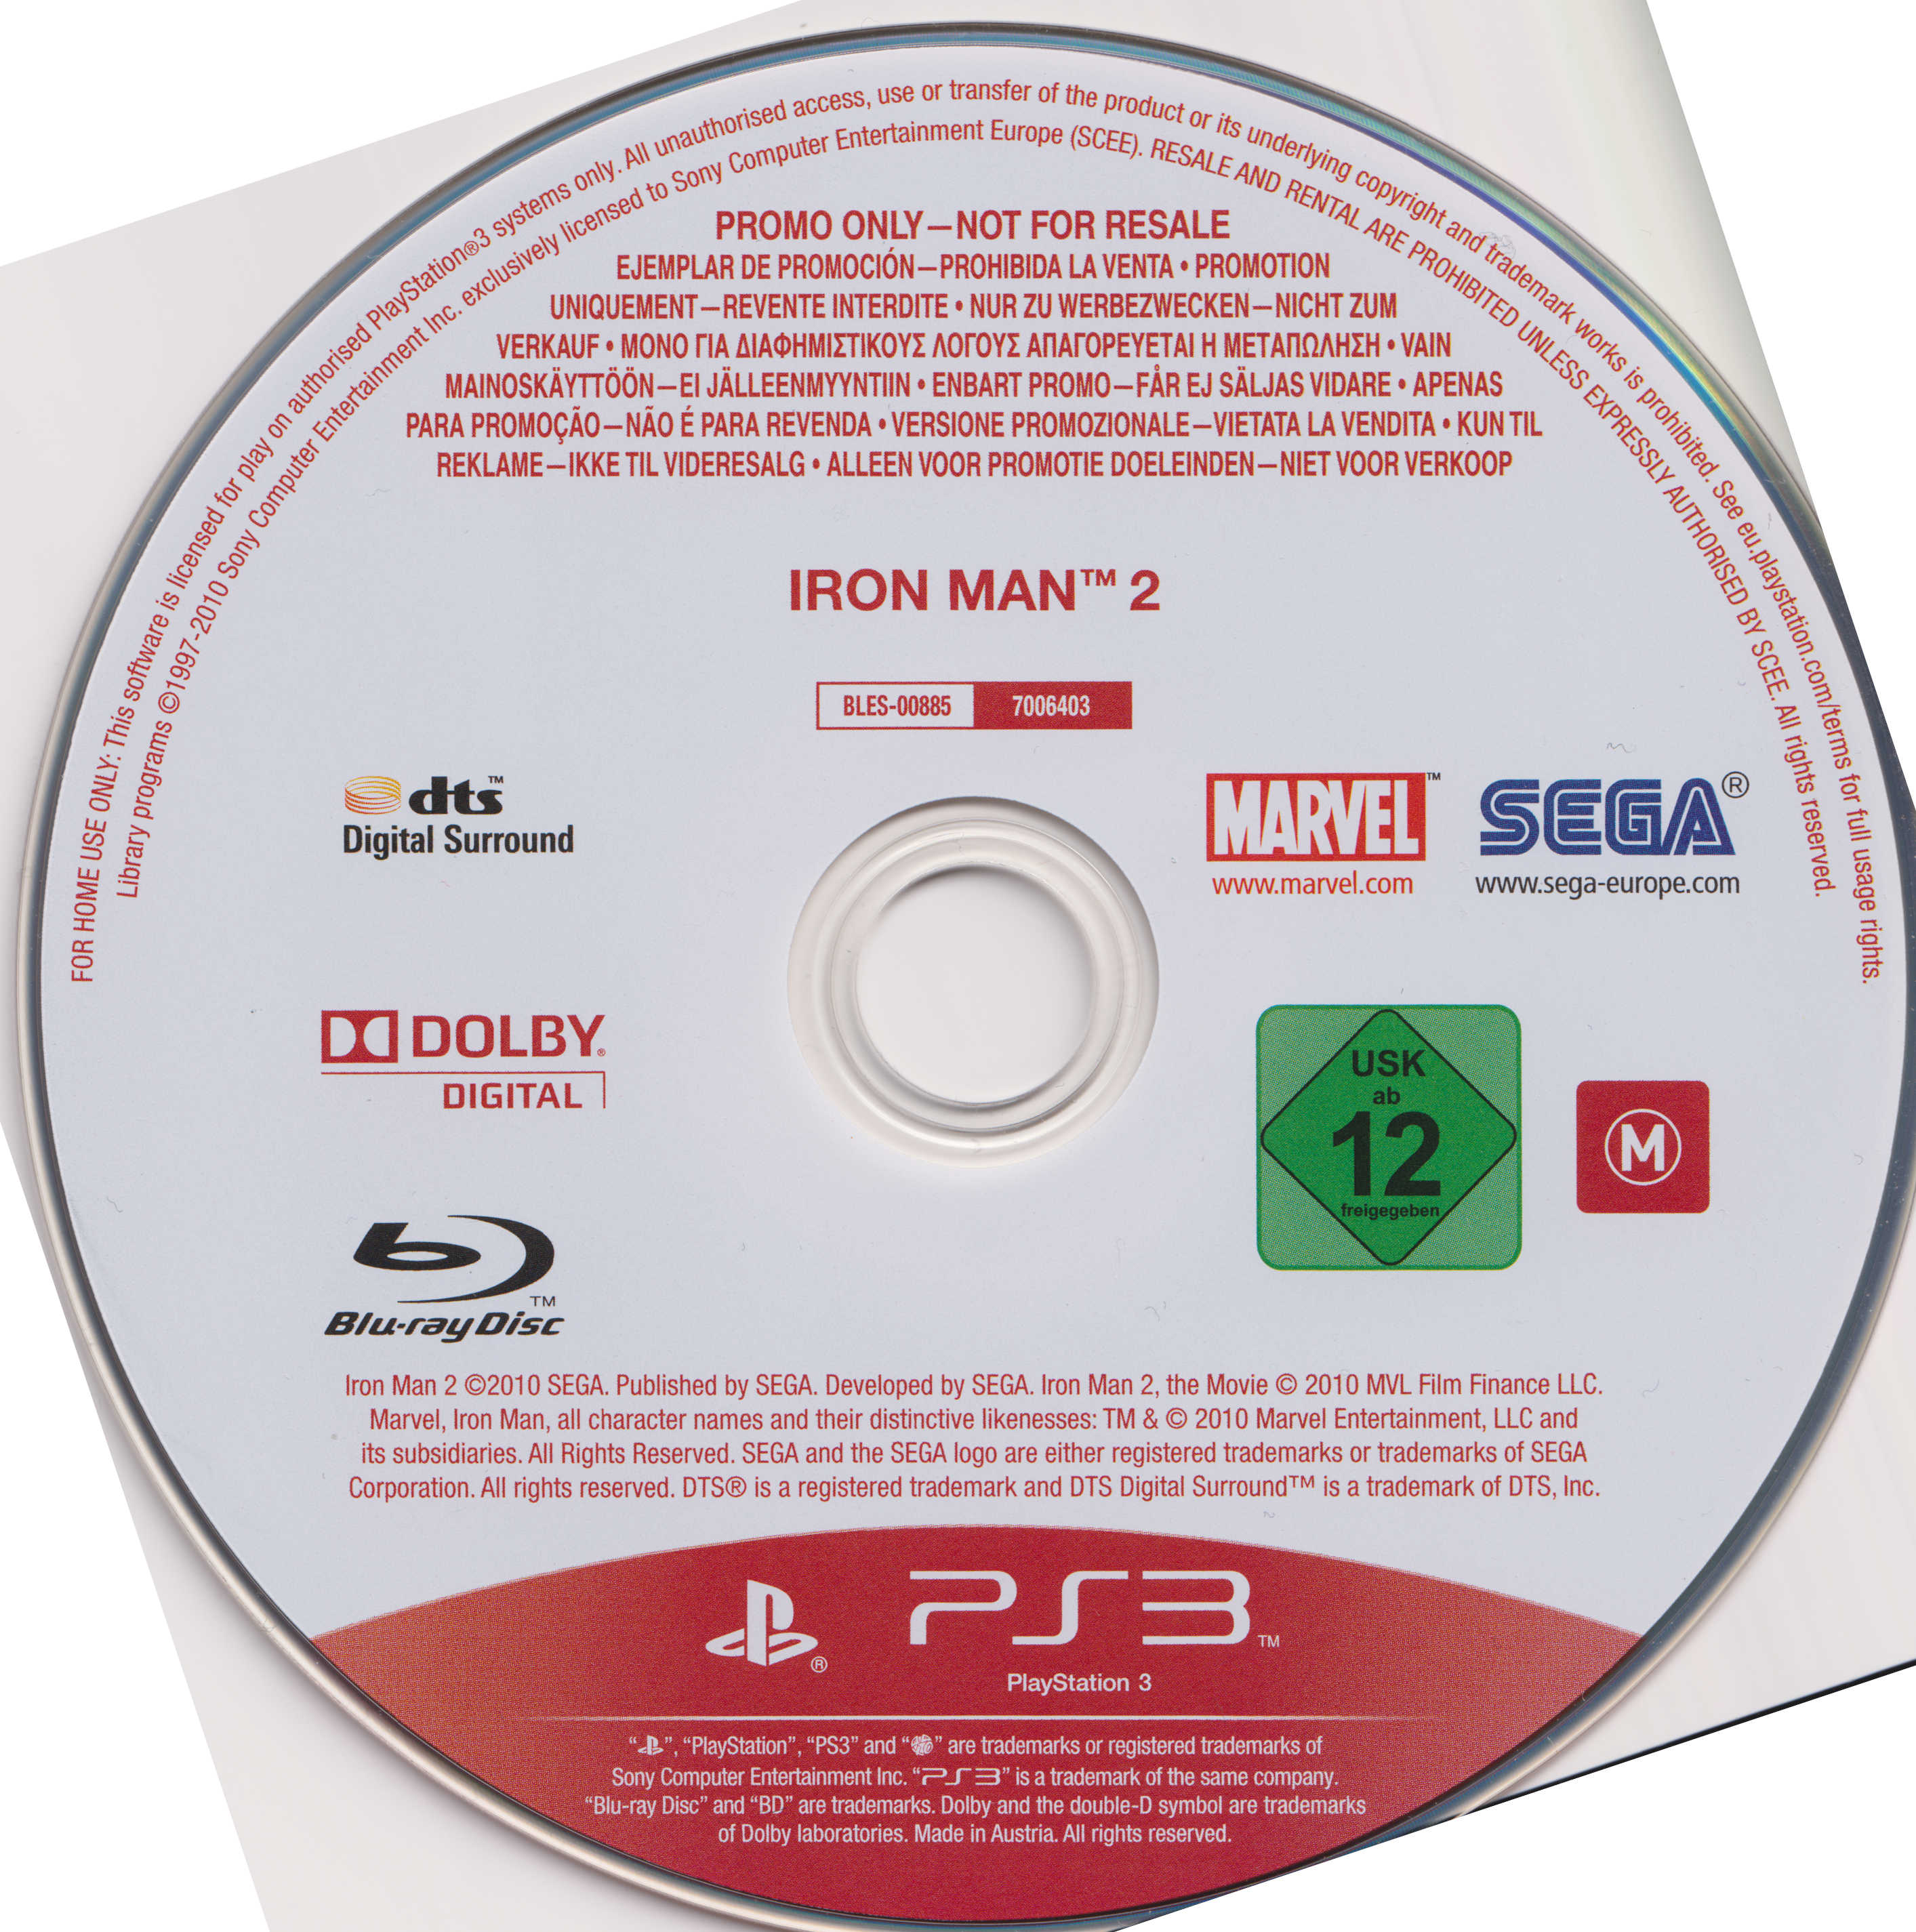 FOR HOME USE ONLY: This software is licensed for play on authorised PlayStation®3 systems only. All unauthorised access, use or transfer of the product or its underlying copyright and trademark works is prohibited. See eu.playstation.com/terms for full usage rights.
Library programs ©1997-2010 Sony Computer Entertainment Inc. exclusively licensed to Sony Computer Entertainment Europe (SCEE). RESALE AND RENTAL ARE PROHIBITED UNLESS EXPRESSLY AUTHORISED BY SCEE. All rights reserved.
PROMO ONLY—NOT FOR RESALE
EJEMPLAR DE PROMOCIÓN—PROHIBIDA LA VENTA • PROMOTION
UNIQUEMENT—REVENTE INTERDITE • NUR ZU WERBEZWECKEN—NICHT ZUM
VERKAUF • ΜΟΝΟ ΓΙΑ ΔΙΑΦΗΜΙΣΤΙΚΟΥΣ ΛΟΓΟΥΣ ΑΠΑΓΟΡΕΥΕΤΑΙ Η ΜΕΤΑΠΩΛΗΣΗ • VAIN
MAINOSKÄYTTÖÖN—EI JÄLLEENMYYNTIIN • ENBART PROMO—FÅR EJ SÄLJAS VIDARE • APENAS
PARA PROMOÇÃO—NÃO É PARA REVENDA • VERSIONE PROMOZIONALE—VIETATA LA VENDITA • KUN TIL
REKLAME—IKKE TIL VIDERESALG • ALLEEN VOOR PROMOTIE DOELEINDEN—NIET VOOR VERKOOP
IRON MAN™ 2
BLES-00885 7006403
dts™
Digital Surround
MARVEL™
www.marvel.com
SEGA®
www.sega-europe.com
DOLBY®
DIGITAL
USK
ab
12
freigegeben
M
Blu-ray Disc™
Iron Man 2 ©2010 SEGA. Published by SEGA. Developed by SEGA. Iron Man 2, the Movie © 2010 MVL Film Finance LLC.
Marvel, Iron Man, all character names and their distinctive likenesses: TM & © 2010 Marvel Entertainment, LLC and
its subsidiaries. All Rights Reserved. SEGA and the SEGA logo are either registered trademarks or trademarks of SEGA
Corporation. All rights reserved. DTS® is a registered trademark and DTS Digital Surround™ is a trademark of DTS, Inc.
® PS3™
PlayStation 3
“ ”, “PlayStation”, “PS3” and “ ” are trademarks or registered trademarks of
Sony Computer Entertainment Inc. “PS3” is a trademark of the same company.
“Blu-ray Disc” and “BD” are trademarks. Dolby and the double-D symbol are trademarks
of Dolby laboratories. Made in Austria. All rights reserved.